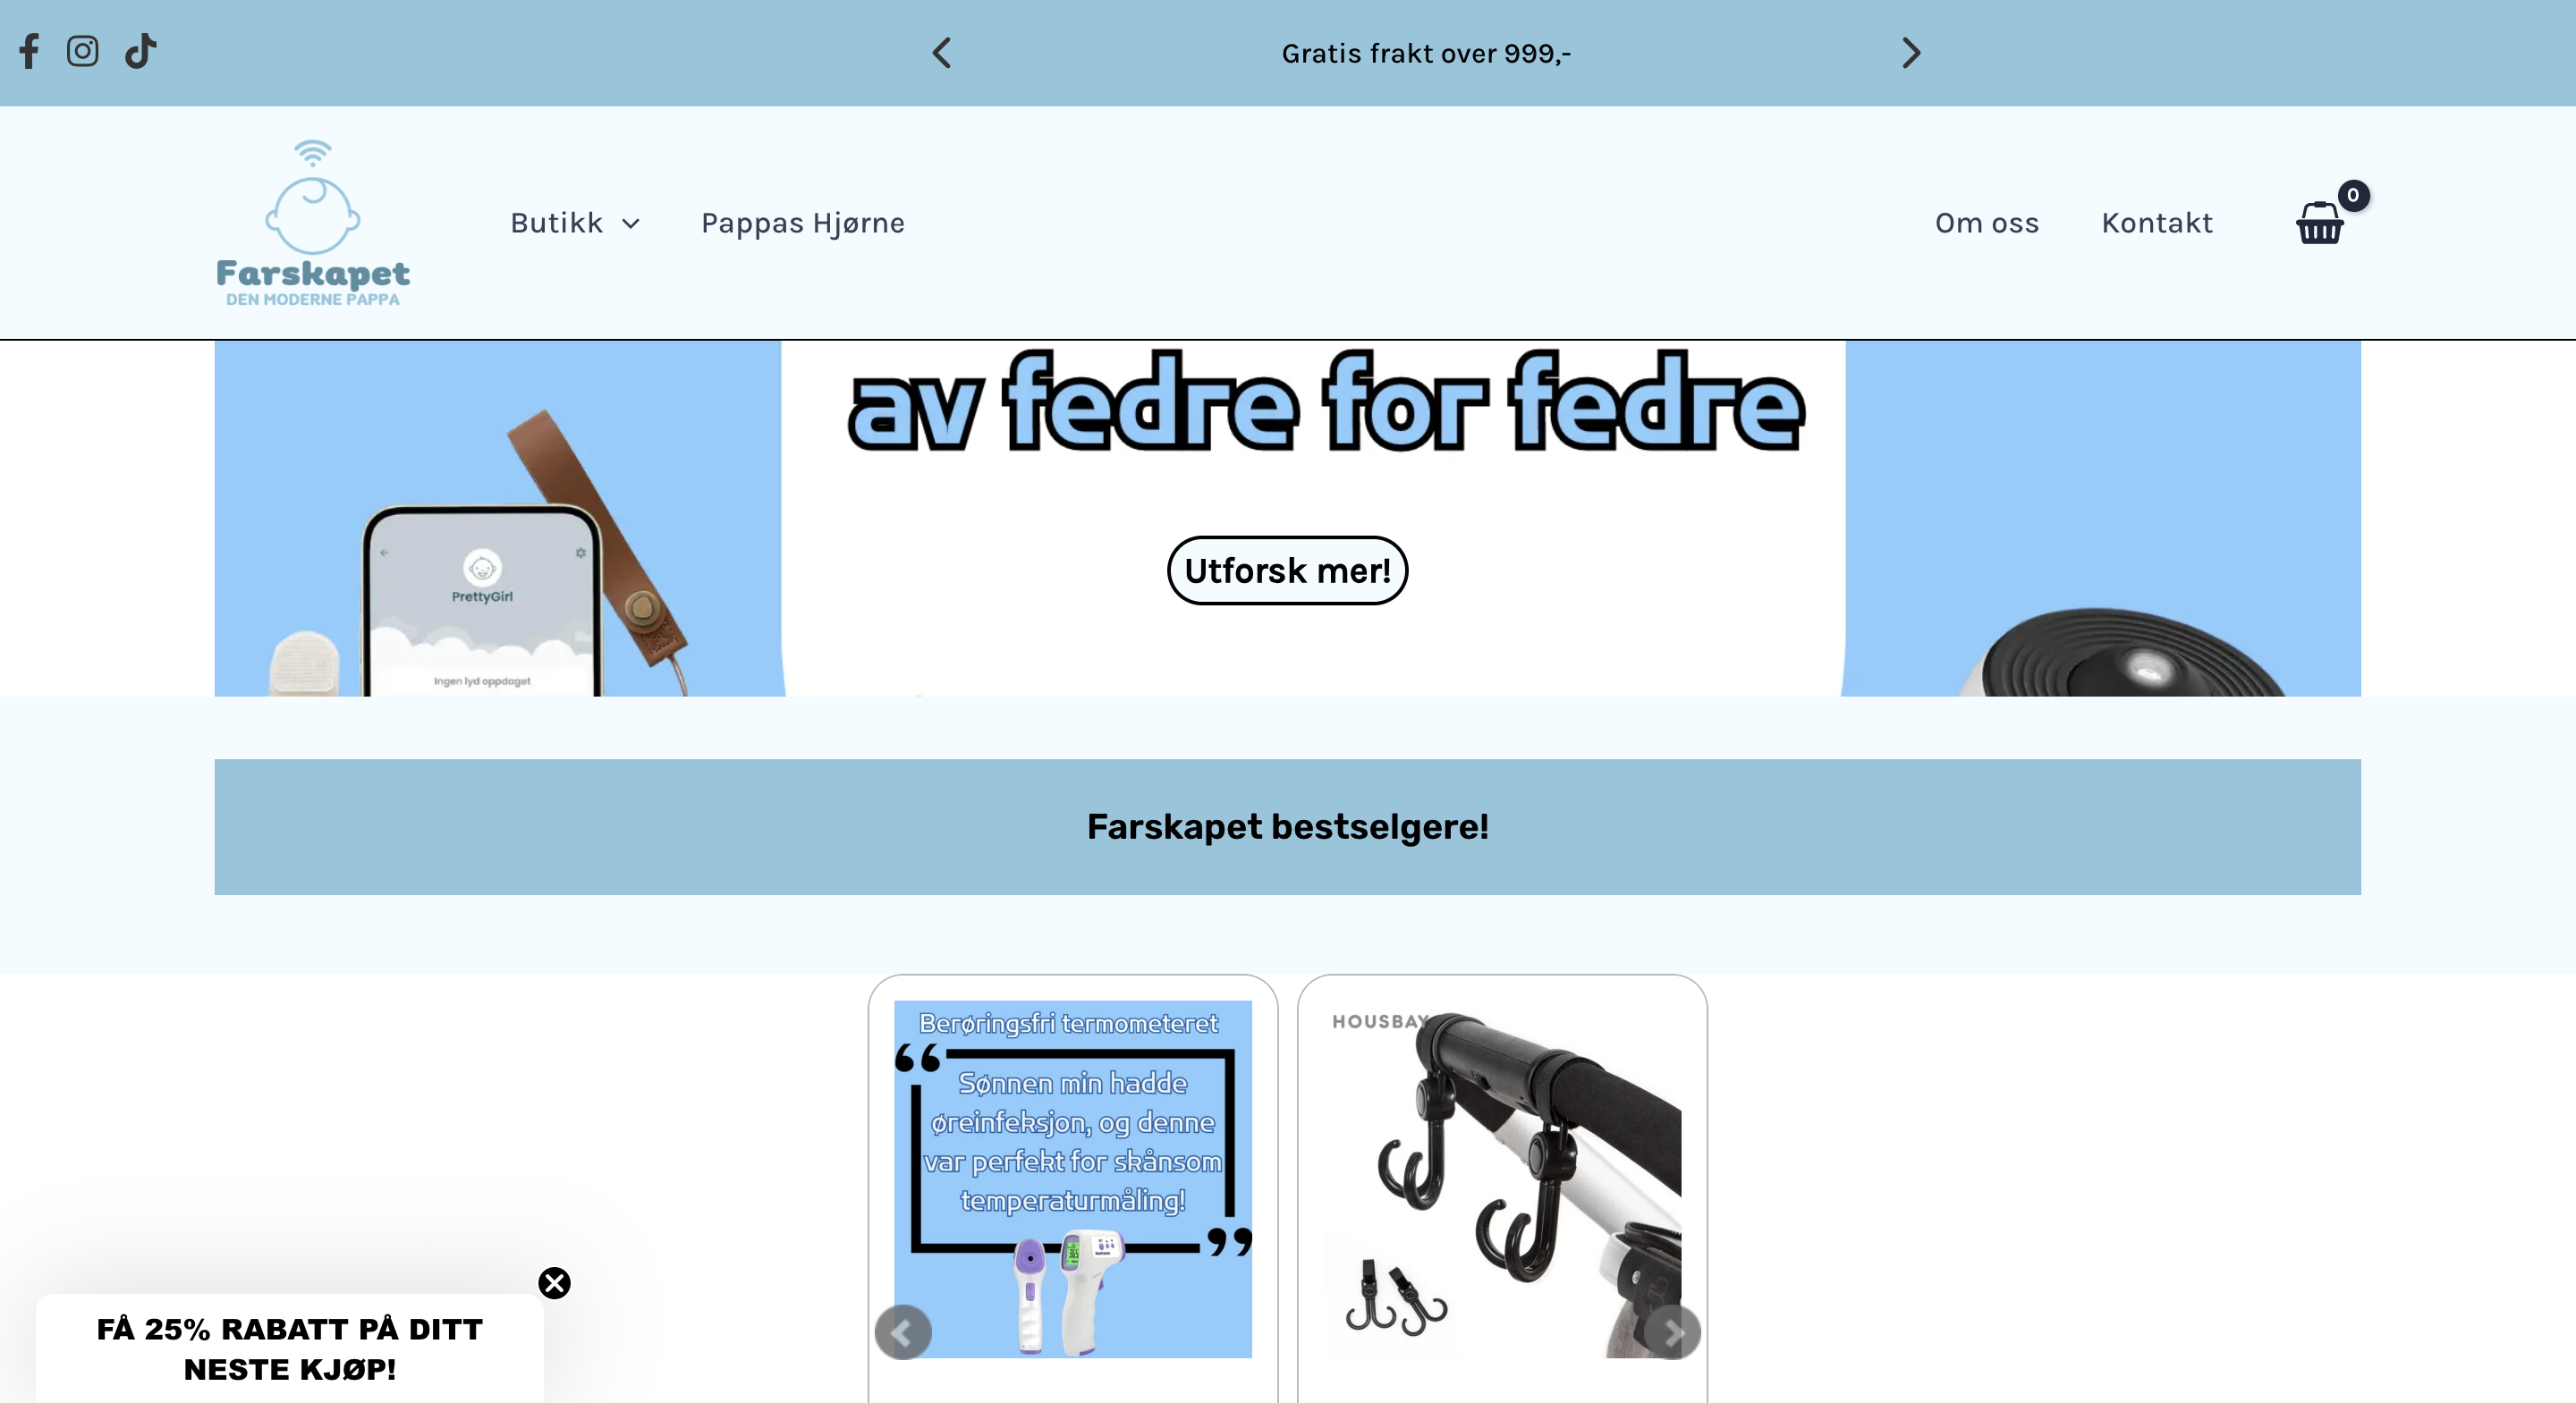 Gratis frakt over 999,-
Farskapet
DEN MODERNE PAPPA
Butikk
Pappas Hjørne
Om oss
Kontakt
0
av fedre for fedre
Utforsk mer!
PrettyGirl
Ingen lyd oppdaget
Farskapet bestselgere!
Berøringsfri termometeret
“
Sønnen min hadde
øreinfeksjon, og denne
var perfekt for skånsom
temperaturmåling!
”
HOUSBAY
FÅ 25% RABATT PÅ DITT
NESTE KJØP!